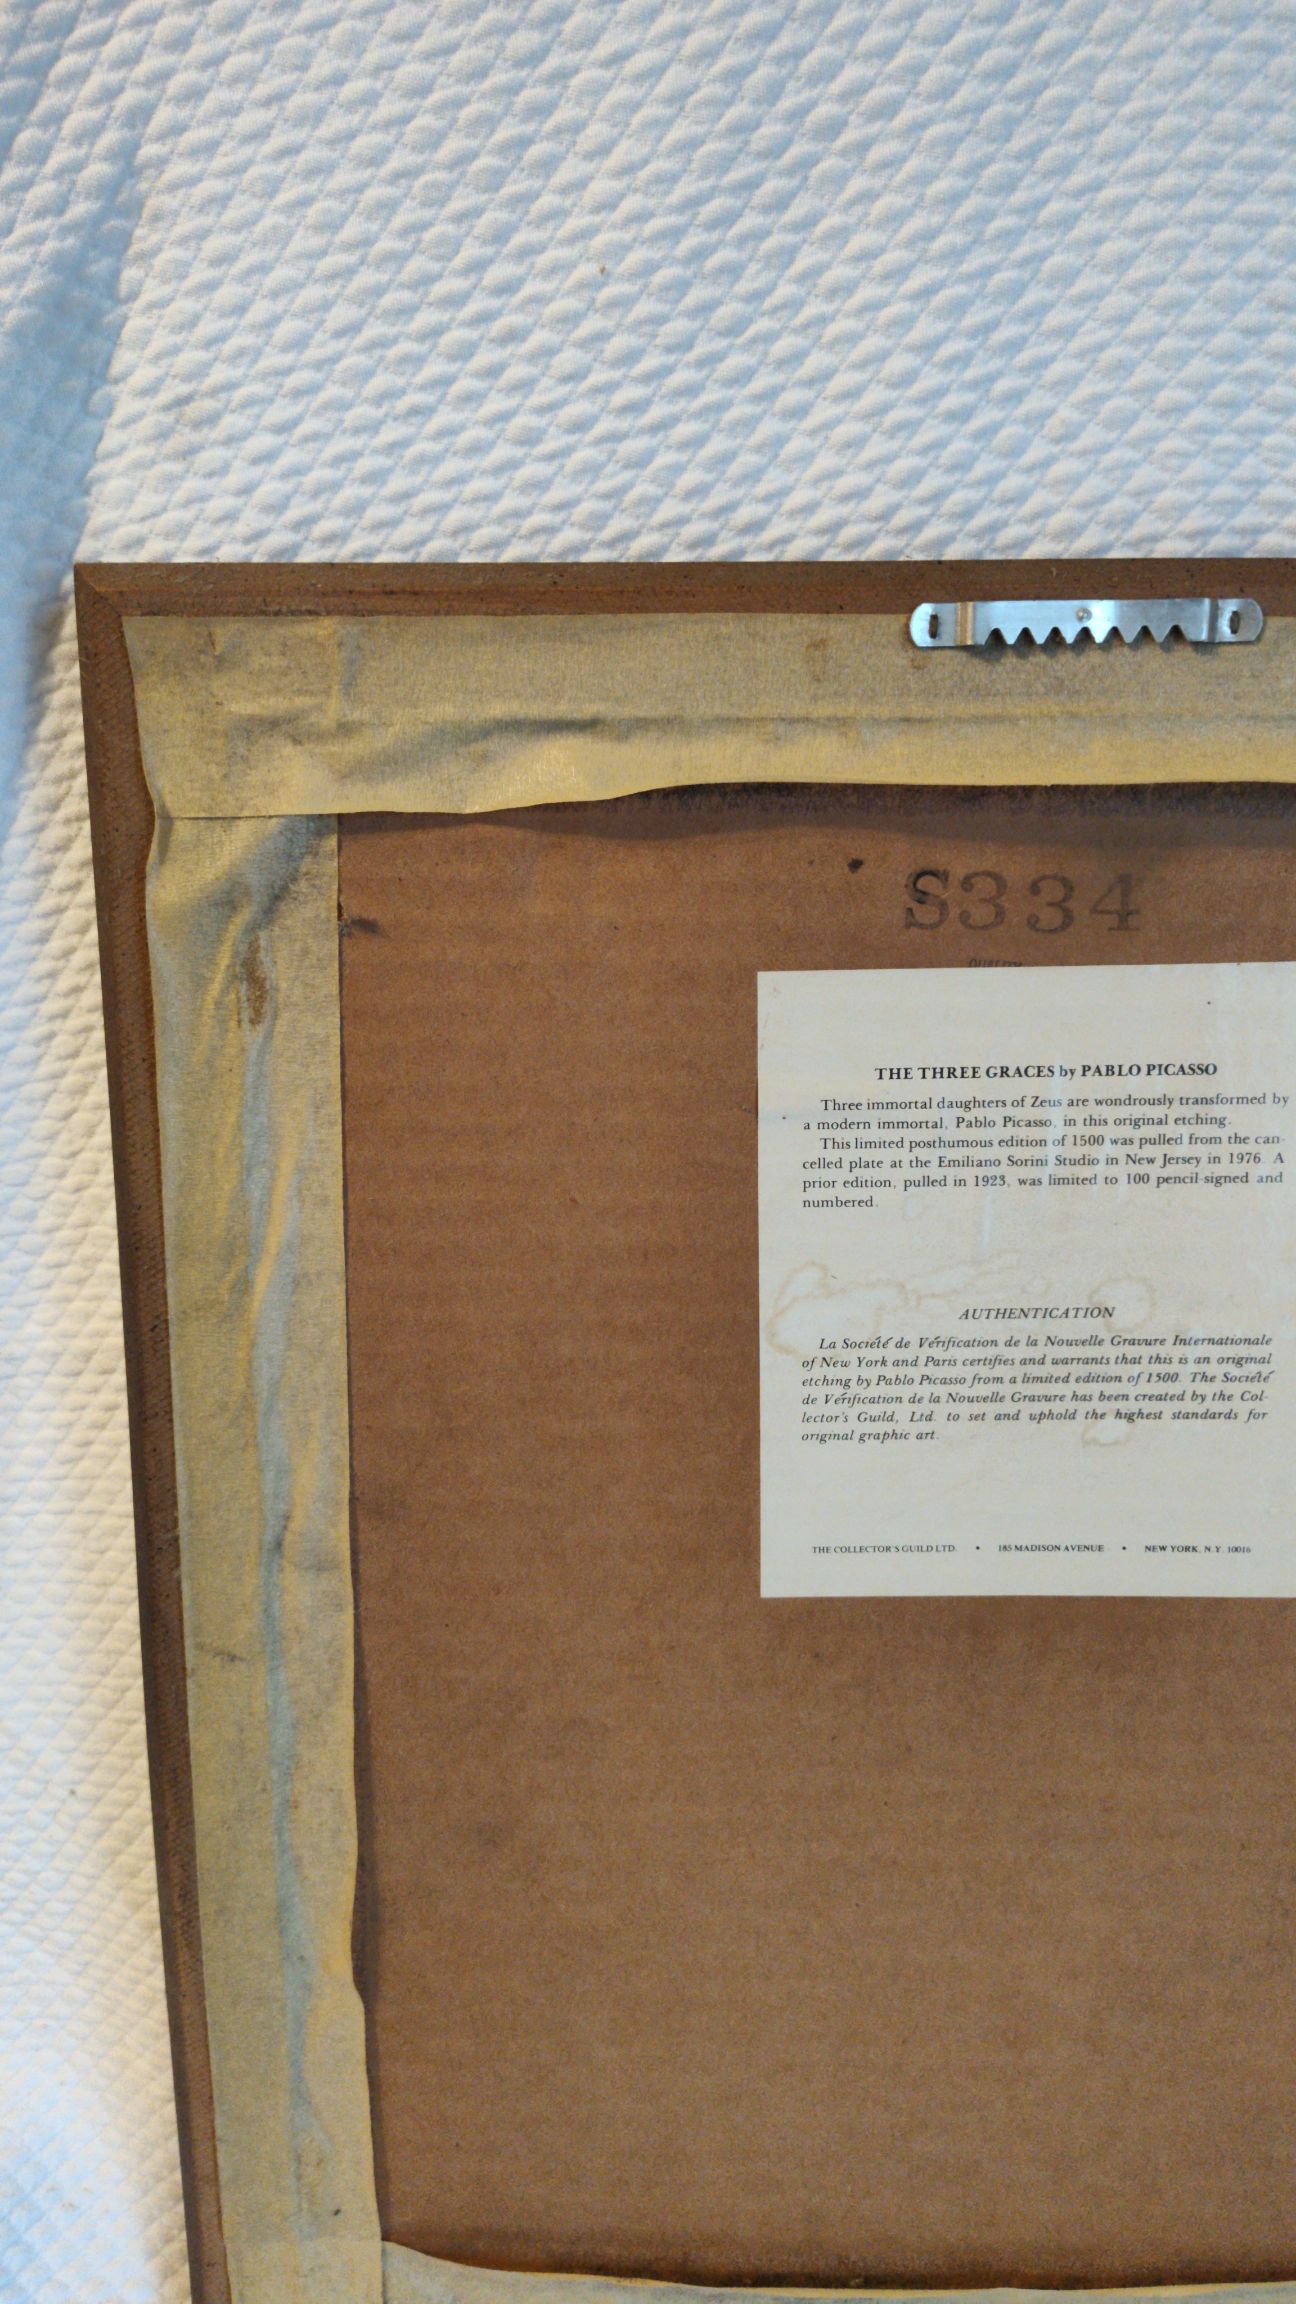 S334
QUALITY
THE THREE GRACES by PABLO PICASSO
Three immortal daughters of Zeus are wondrously transformed by
a modern immortal, Pablo Picasso, in this original etching.
This limited posthumous edition of 1500 was pulled from the can-
celled plate at the Emiliano Sorini Studio in New Jersey in 1976. A
prior edition, pulled in 1923, was limited to 100 pencil-signed and
numbered.
AUTHENTICATION
La Société de Vérification de la Nouvelle Gravure Internationale
of New York and Paris certifies and warrants that this is an original
etching by Pablo Picasso from a limited edition of 1500. The Société
de Vérification de la Nouvelle Gravure has been created by the Col-
lector's Guild, Ltd. to set and uphold the highest standards for
original graphic art.
THE COLLECTOR'S GUILD LTD. • 185 MADISON AVENUE • NEW YORK, N.Y. 10016